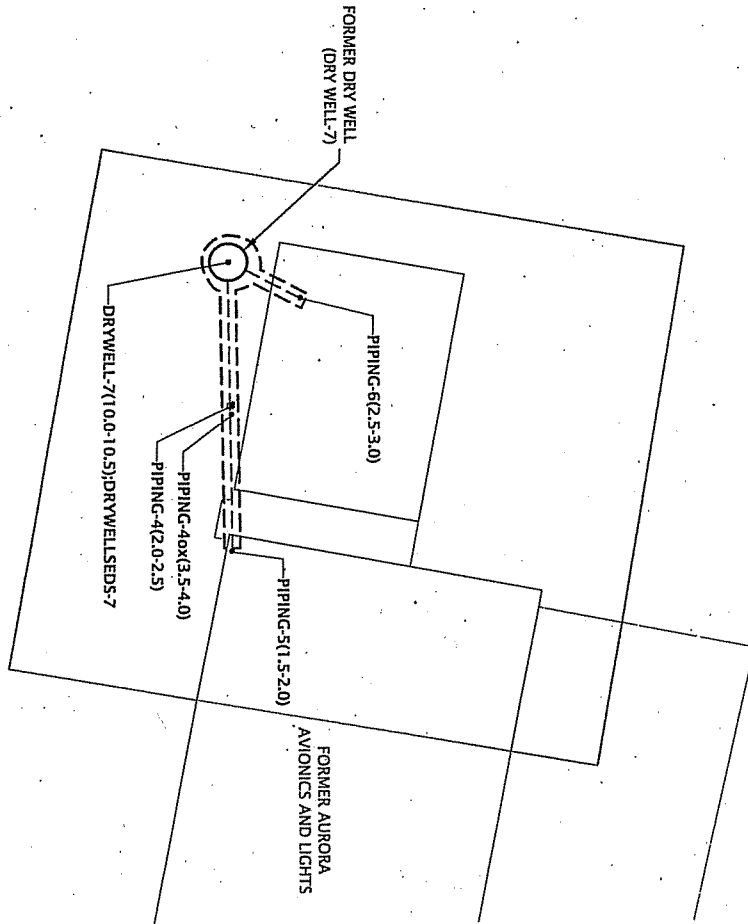 FORMER DRY WELL
(DRY WELL-7)
PIPING-6(2.5-3.0)
DRYWELL-7(10.0-10.5);DRYWELLSEDS-7
PIPING-4ox(3.5-4.0)
PIPING-4(2.0-2.5)
PIPING-5(1.5-2.0)
FORMER AURORA
AVIONICS AND LIGHTS